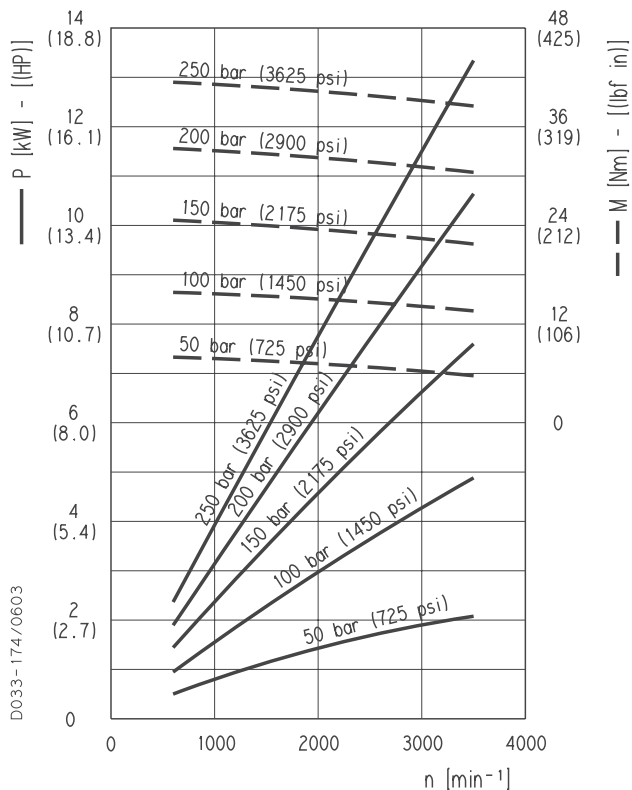 14
(18.8)
12
(16.1)
10
(13.4)
8
(10.7)
6
(8.0)
4
(5.4)
2
(2.7)
0
P [kW] - [(HP)]
48
(425)
36
(319)
24
(212)
12
(106)
0
M [Nm] - [(lbf in)]
250 bar (3625 psi)
200 bar (2900 psi)
150 bar (2175 psi)
100 bar (1450 psi)
50 bar (725 psi)
250 bar (3625 psi)
200 bar (2900 psi)
150 bar (2175 psi)
100 bar (1450 psi)
50 bar (725 psi)
D033-174/0603
0 1000 2000 3000 4000
n [min⁻¹]